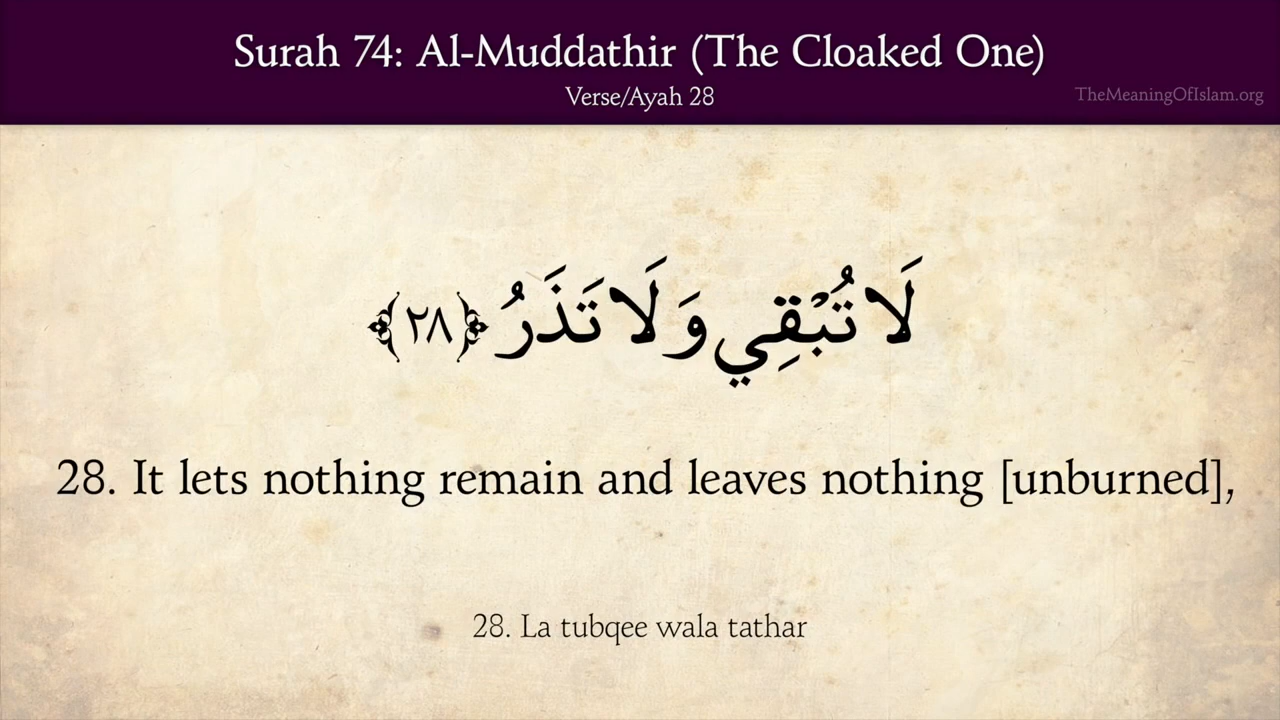 Surah 74: Al-Muddathir (The Cloaked One)
Verse/Ayah 28
TheMeaningOfIslam.org
لَا تُبْقِي وَلَا تَذَرُ ﴿٢٨﴾
28. It lets nothing remain and leaves nothing [unburned],
28. La tubqee wala tathar